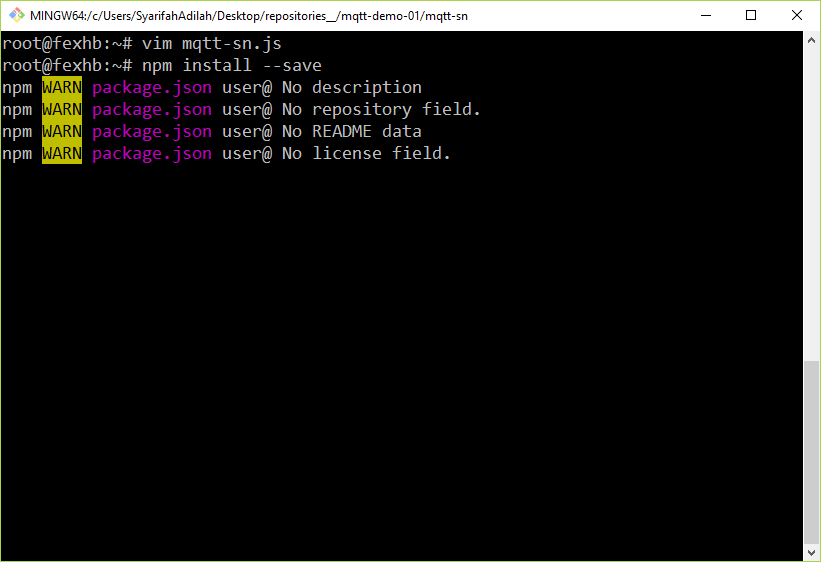 MINGW64:/c/Users/SyarifahAdilah/Desktop/repositories__/mqtt-demo-01/mqtt-sn
root@fexhb:~# vim mqtt-sn.js
root@fexhb:~# npm install --save
npm WARN package.json user@ No description
npm WARN package.json user@ No repository field.
npm WARN package.json user@ No README data
npm WARN package.json user@ No license field.